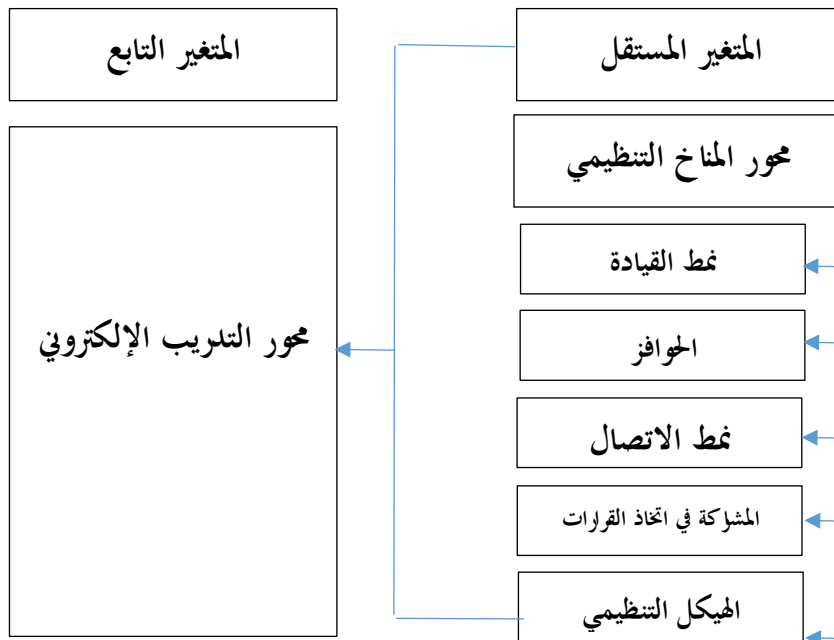 المتغير المستقل
المتغير التابع
محور المناخ التنظيمي
نمط القيادة
الحوافز
نمط الاتصال
المشاركة في اتخاذ القرارات
الهيكل التنظيمي
محور التدريب الإلكتروني